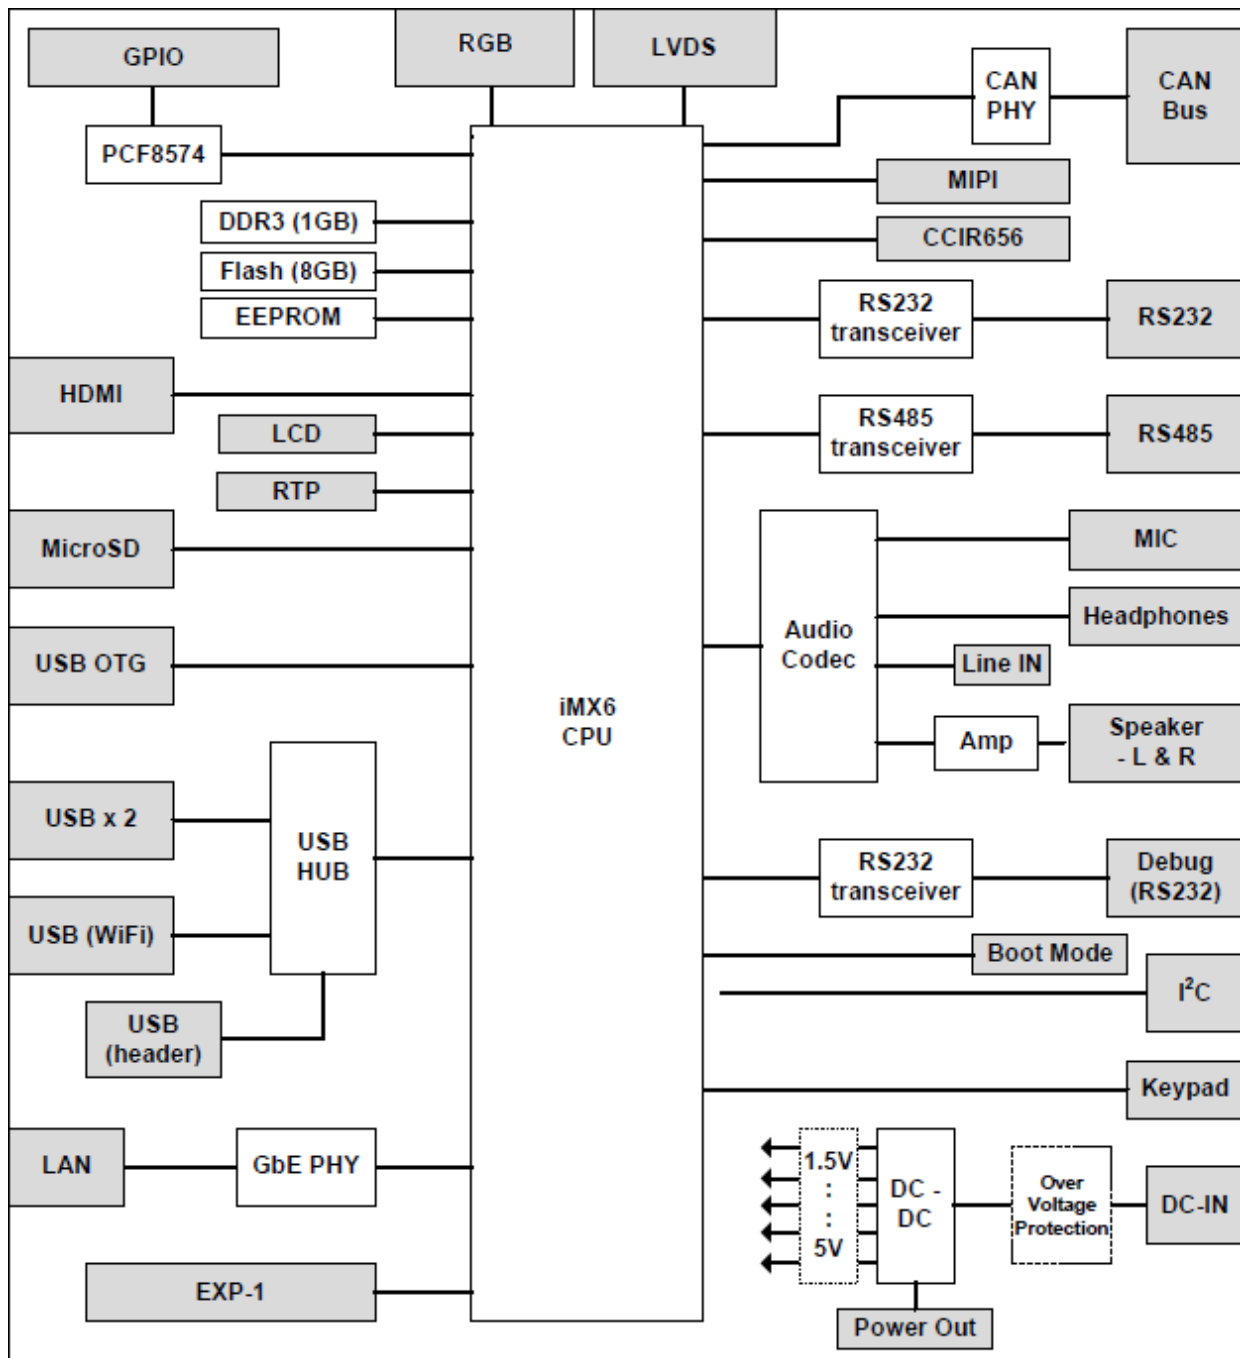 GPIO
RGB
LVDS
CAN
PHY
CAN
Bus
PCF8574
MIPI
DDR3 (1GB)
CCIR656
Flash (8GB)
EEPROM
RS232
transceiver
RS232
HDMI
LCD
RS485
transceiver
RS485
RTP
MicroSD
MIC
Headphones
Audio
Codec
Line IN
USB OTG
iMX6
CPU
Amp
Speaker
- L & R
USB x 2
USB
HUB
RS232
transceiver
Debug
(RS232)
USB (WiFi)
Boot Mode
I²C
USB
(header)
Keypad
LAN
GbE PHY
1.5V
:
:
5V
DC -
DC
Over
Voltage
Protection
DC-IN
EXP-1
Power Out